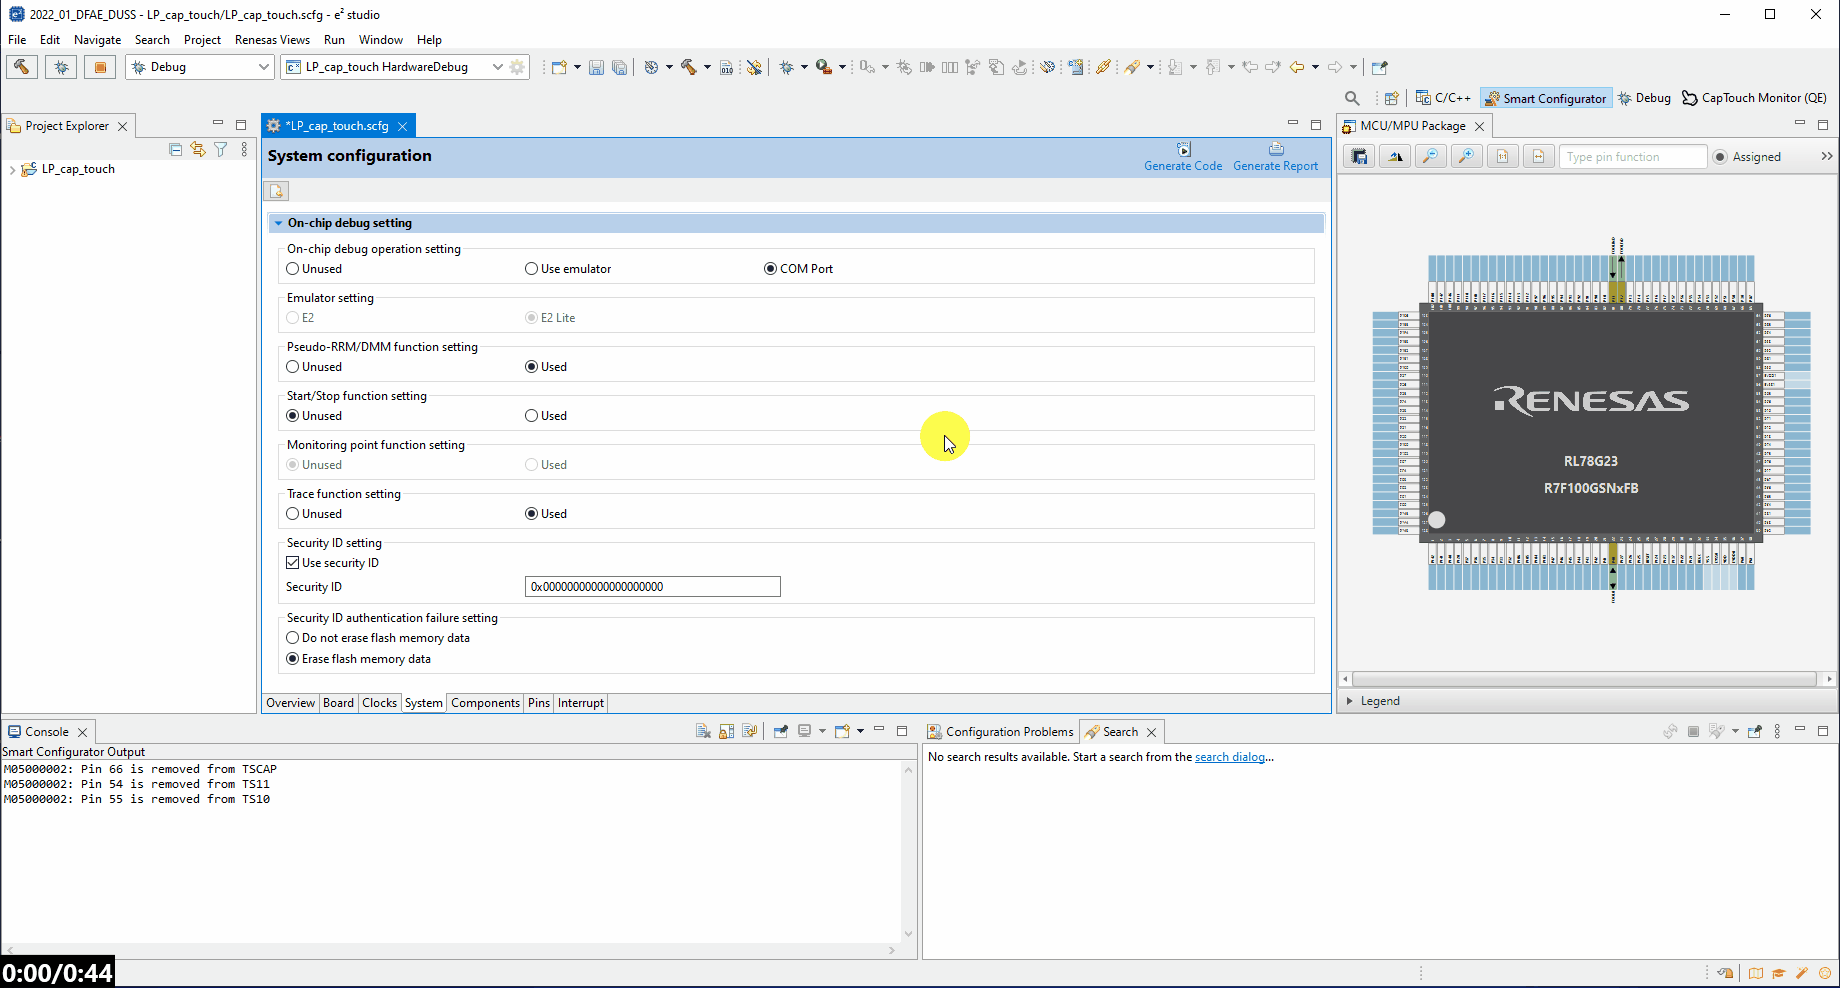 2022_01_DFAE_DUSS - LP_cap_touch/LP_cap_touch.scfg - e² studio
File Edit Navigate Search Project Renesas Views Run Window Help
Debug LP_cap_touch HardwareDebug
C/C++ Smart Configurator Debug CapTouch Monitor (QE)
Project Explorer
LP_cap_touch
*LP_cap_touch.scfg
System configuration
Generate Code Generate Report
On-chip debug setting
On-chip debug operation setting
Unused Use emulator COM Port
Emulator setting
E2 E2 Lite
Pseudo-RRM/DMM function setting
Unused Used
Start/Stop function setting
Unused Used
Monitoring point function setting
Unused Used
Trace function setting
Unused Used
Security ID setting
Use security ID
Security ID 0x00000000000000000000
Security ID authentication failure setting
Do not erase flash memory data
Erase flash memory data
Overview Board Clocks System Components Pins Interrupt
MCU/MPU Package
Type pin function Assigned
RENESAS
RL78G23
R7F100GSNxFB
Legend
Console
Smart Configurator Output
M05000002: Pin 66 is removed from TSCAP
M05000002: Pin 54 is removed from TS11
M05000002: Pin 55 is removed from TS10
Configuration Problems Search
No search results available. Start a search from the search dialog...
0:00/0:44